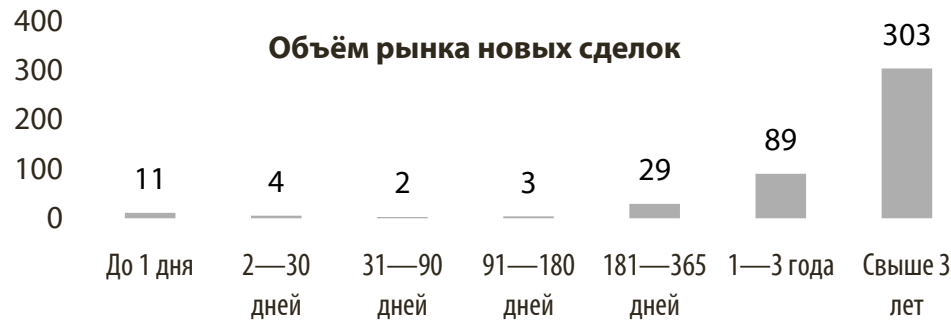 Объём рынка новых сделок
400
300
200
100
0
11
4
2
3
29
89
303
До 1 дня
2—30
дней
31—90
дней
91—180
дней
181—365
дней
1—3 года
Свыше 3
лет